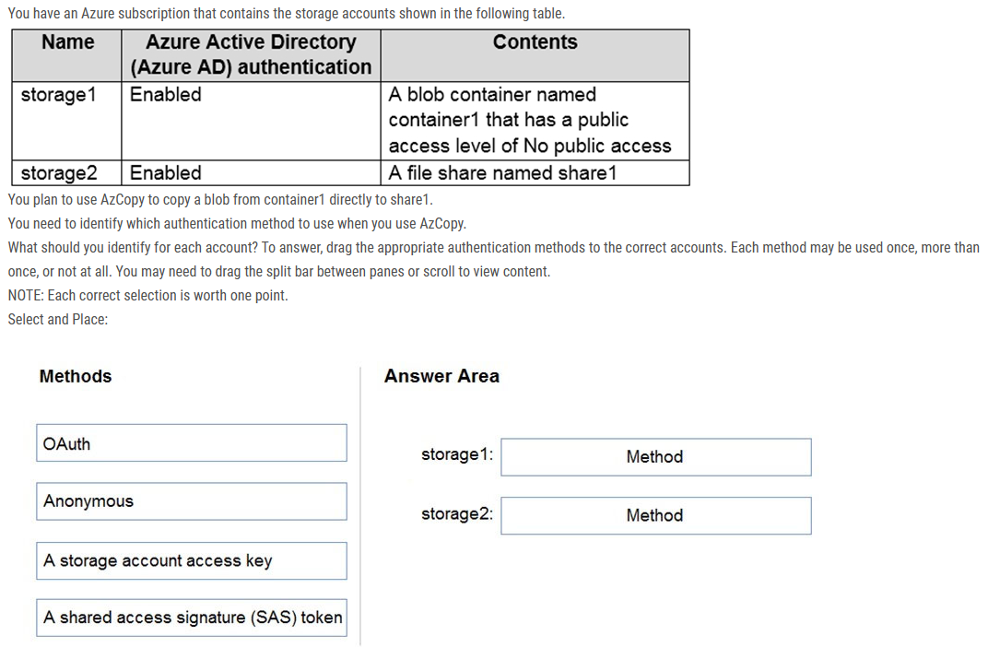 You have an Azure subscription that contains the storage accounts shown in the following table.
Name
Azure Active Directory
(Azure AD) authentication
Contents
storage1
Enabled
A blob container named
container1 that has a public
access level of No public access
storage2
Enabled
A file share named share1
You plan to use AzCopy to copy a blob from container1 directly to share1.
You need to identify which authentication method to use when you use AzCopy.
What should you identify for each account? To answer, drag the appropriate authentication methods to the correct accounts. Each method may be used once, more than
once, or not at all. You may need to drag the split bar between panes or scroll to view content.
NOTE: Each correct selection is worth one point.
Select and Place:
Methods
OAuth
Anonymous
A storage account access key
A shared access signature (SAS) token
Answer Area
storage1:
Method
storage2:
Method